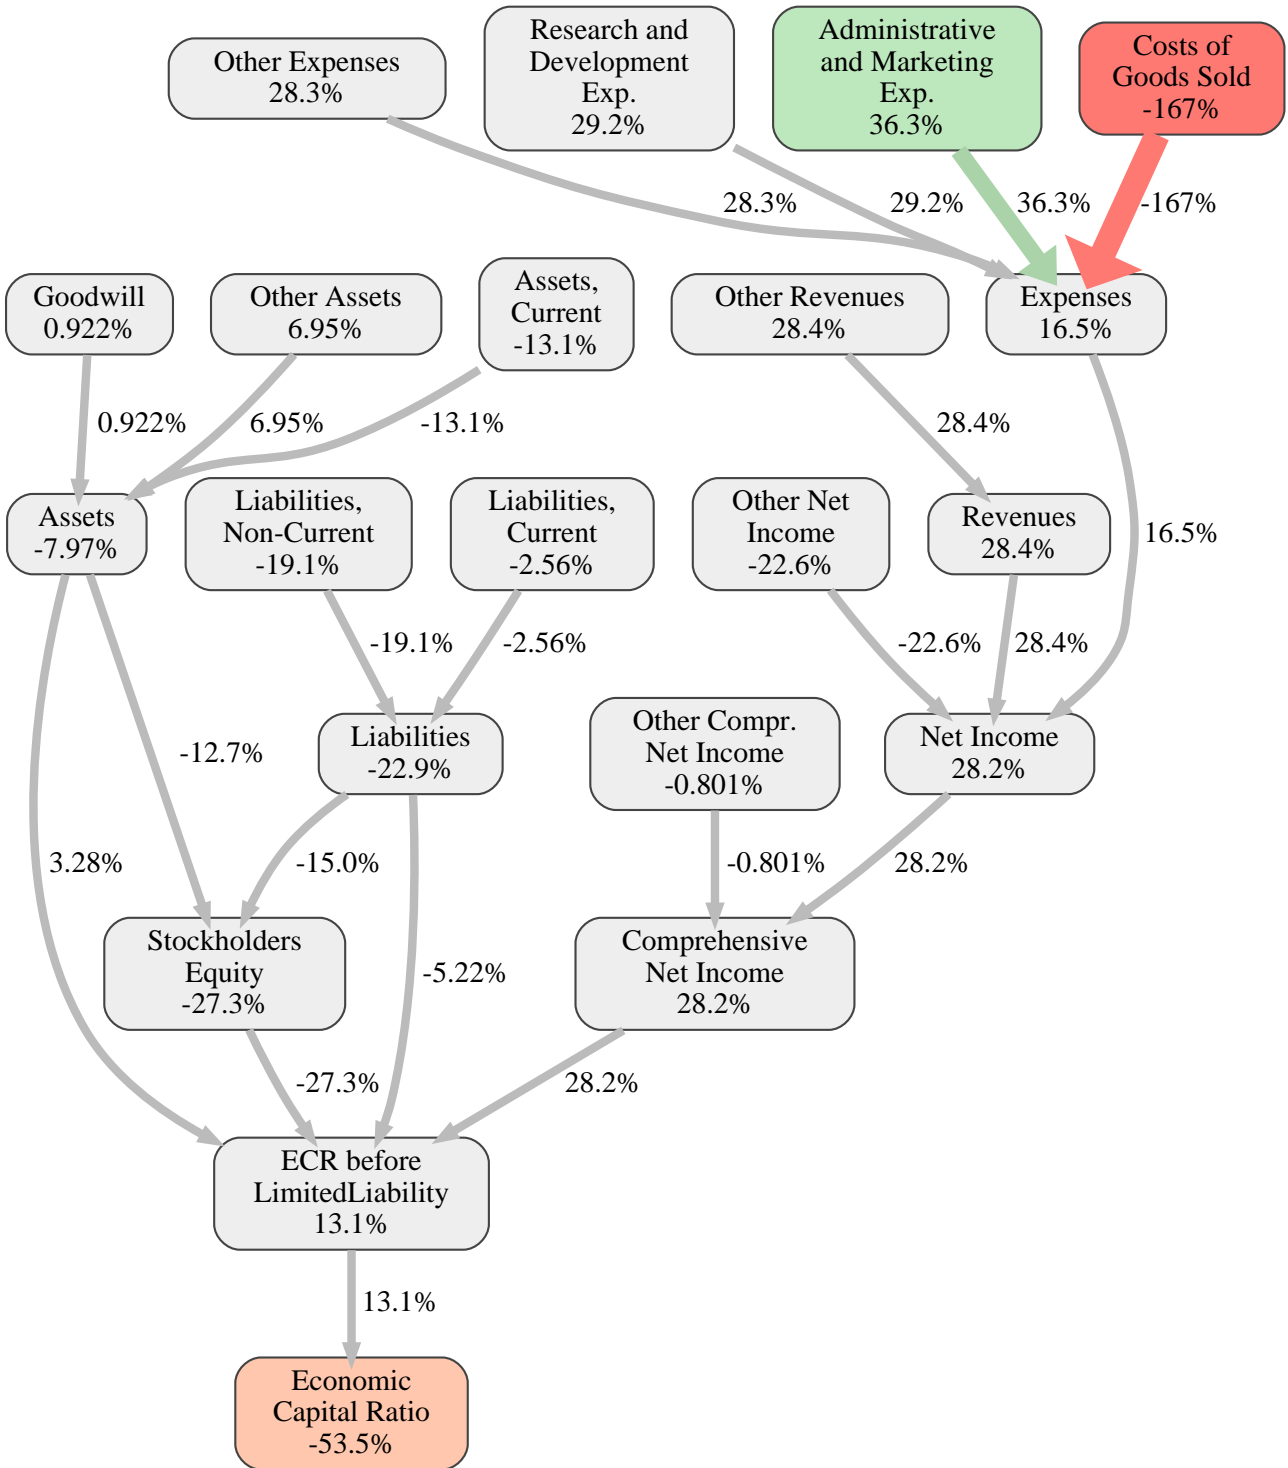 Other Expenses
28.3%
Research and
Development
Exp.
29.2%
Administrative
and Marketing
Exp.
36.3%
Costs of
Goods Sold
-167%
28.3%
29.2%
36.3%
-167%
Goodwill
0.922%
Other Assets
6.95%
Assets,
Current
-13.1%
Other Revenues
28.4%
Expenses
16.5%
0.922%
6.95%
-13.1%
28.4%
Assets
-7.97%
Liabilities,
Non-Current
-19.1%
Liabilities,
Current
-2.56%
Other Net
Income
-22.6%
Revenues
28.4%
16.5%
-19.1%
-2.56%
-22.6%
28.4%
-12.7%
Liabilities
-22.9%
Other Compr.
Net Income
-0.801%
Net Income
28.2%
3.28%
-15.0%
-0.801%
28.2%
Stockholders
Equity
-27.3%
-5.22%
Comprehensive
Net Income
28.2%
-27.3%
28.2%
ECR before
LimitedLiability
13.1%
13.1%
Economic
Capital Ratio
-53.5%